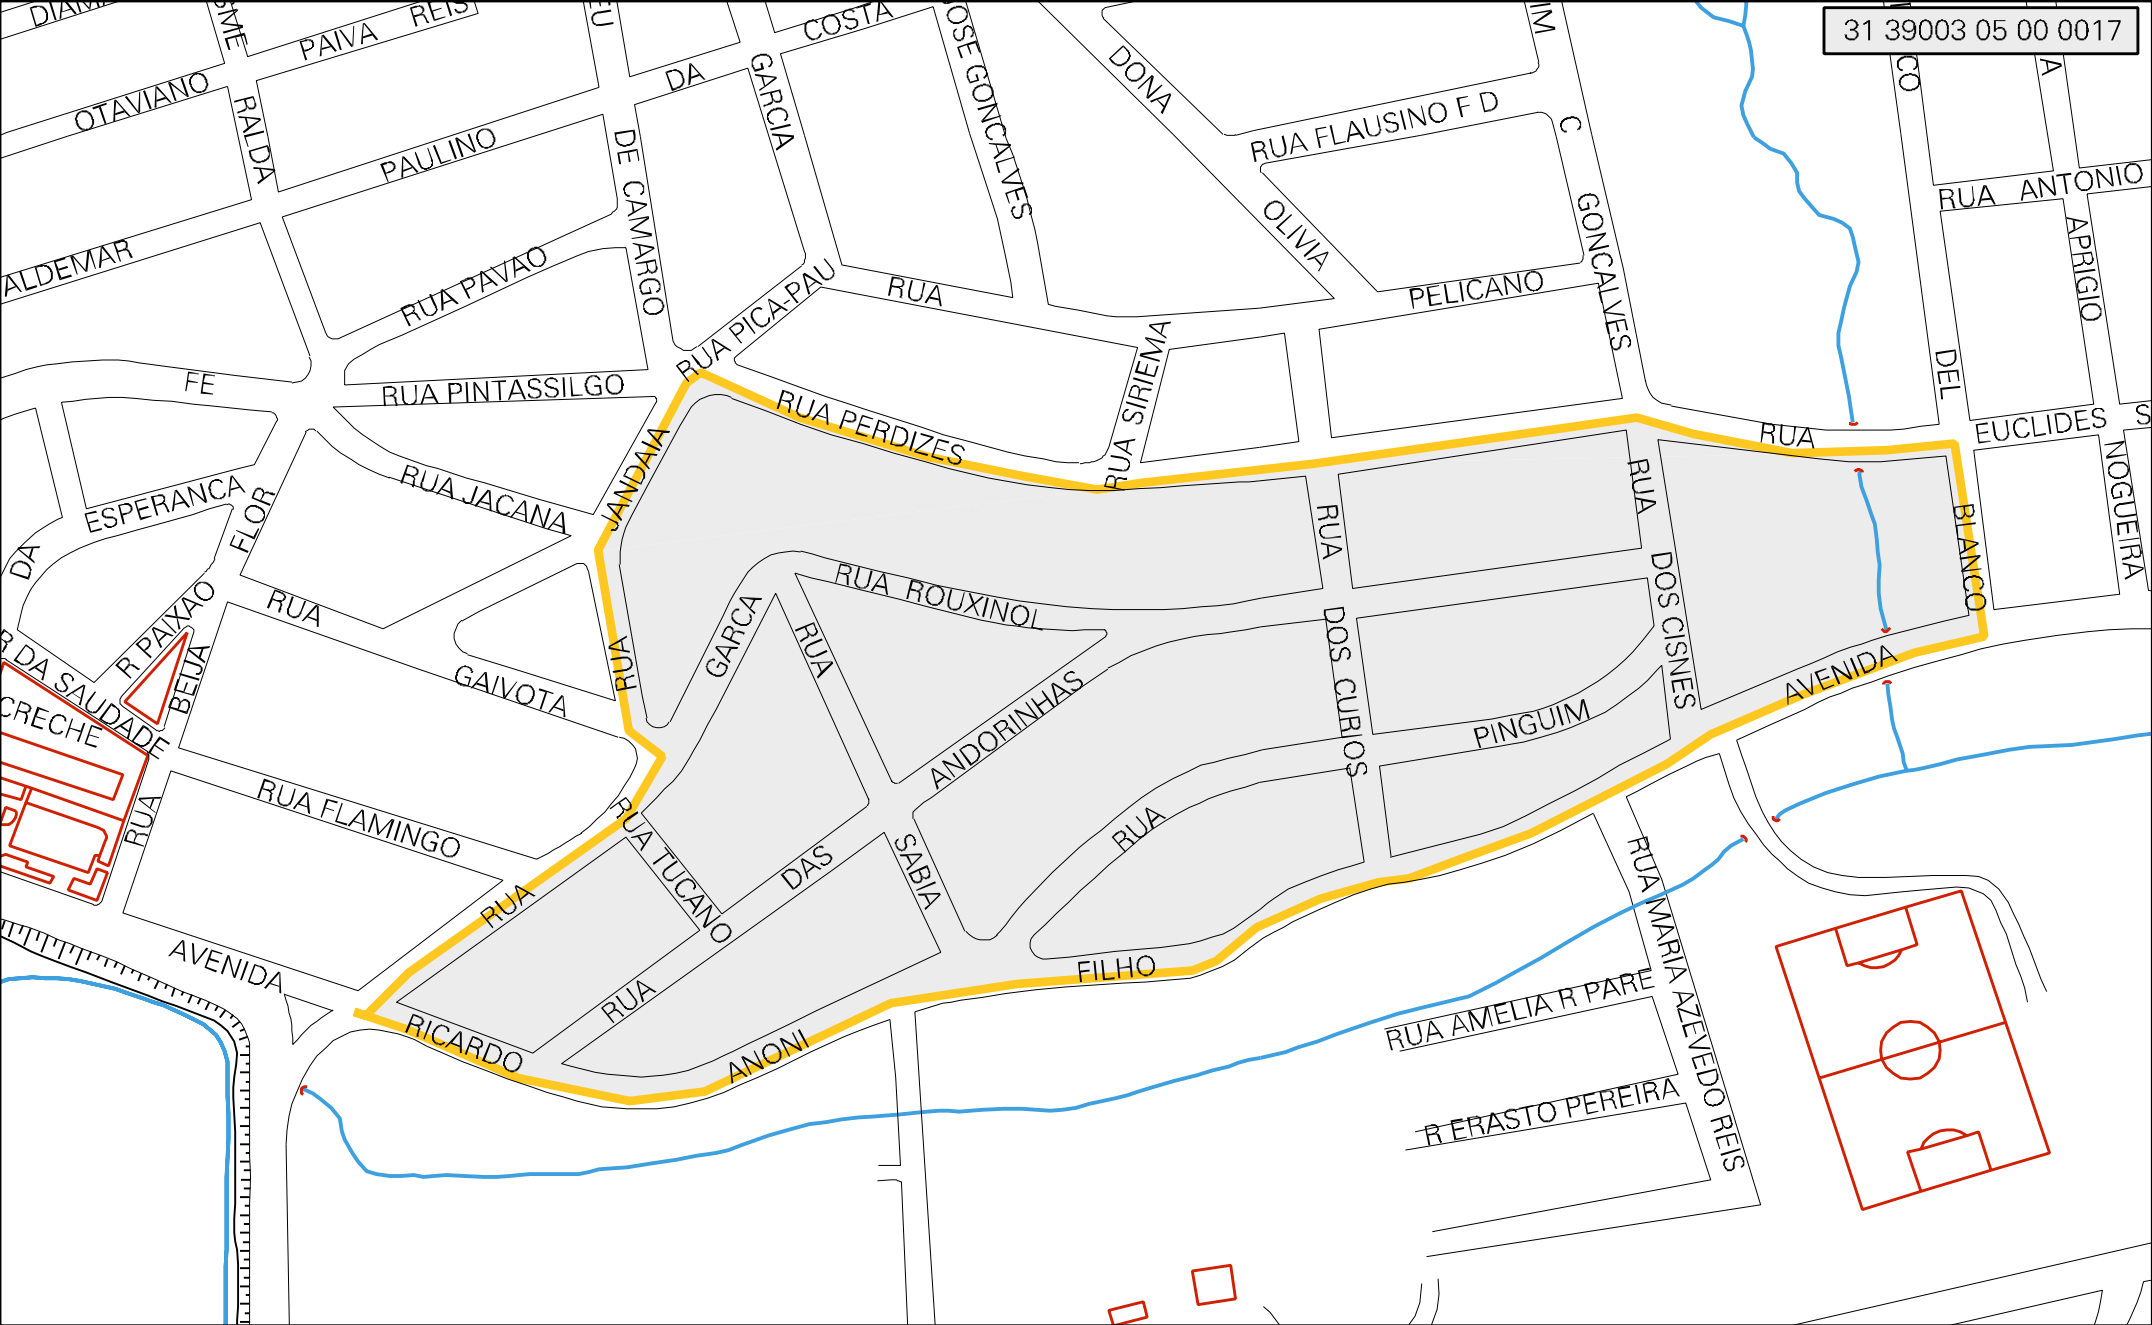 31 39003 05 00 0017
PAIVA REIS
COSTA
OTAVIANO
DA
GARCIA
JOSE GONCALVES
DONA
RUA FLAUSINO F D
C
RALDA
PAULINO
DE CAMARGO
RUA ANTONIO
OLIVIA
GONCALVES
APRIGIO
ALDEMAR
RUA PAVAO
RUA PICA-PAU
RUA
PELICANO
FE
RUA PINTASSILGO
RUA PERDIZES
RUA SIRIEMA
DEL
RUA
EUCLIDES
S
JANDAIA
RUA JACANA
ESPERANCA
FLOR
DA
RUA
RUA
NOGUEIRA
BLANCO
RUA ROUXINOL
RUA
R PAIXAO
GARCA
RUA
DOS CURIOS
DOS CISNES
R DA SAUDADE
BEIJA
GAIVOTA
RUA
ANDORINHAS
PINGUIM
AVENIDA
CRECHE
RUA
RUA FLAMINGO
RUA TUCANO
DAS
SABIA
RUA
RUA MARIA AZEVEDO REIS
RUA
AVENIDA
RUA
FILHO
RUA AMELIA R PARE
RICARDO
ANONI
R ERASTO PEREIRA